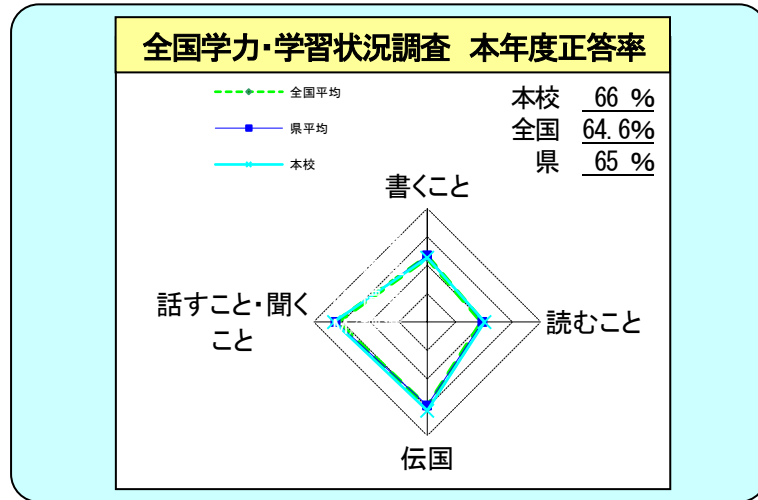 全国学力・学習状況調査 本年度正答率
全国平均
県平均
本校
本校 66 %
全国 64.6%
県 65 %
書くこと
話すこと・聞く
こと
読むこと
伝国